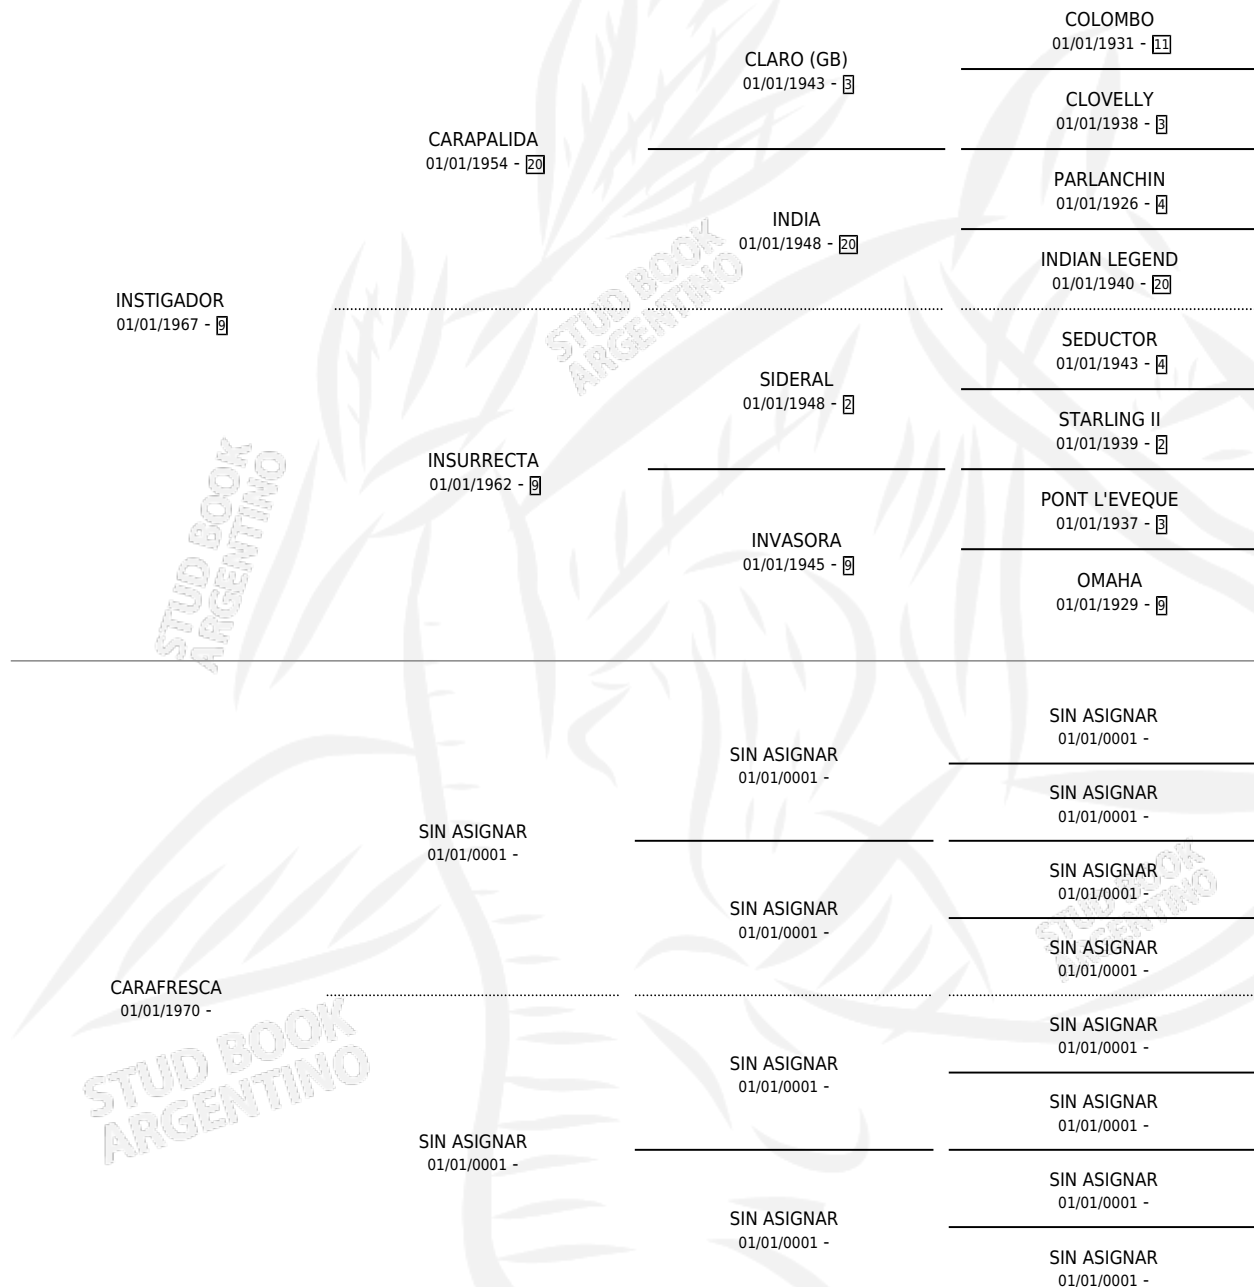 COLOMBO
01/01/1931 - 11
CLARO (GB)
01/01/1943 - 3
CLOVELLY
01/01/1938 - 3
CARAPALIDA
01/01/1954 - 20
PARLANCHIN
01/01/1926 - 4
INDIA
01/01/1948 - 20
INDIAN LEGEND
01/01/1940 - 20
INSTIGADOR
01/01/1967 - 9
SEDUCTOR
01/01/1943 - 4
SIDERAL
01/01/1948 - 2
STARLING II
01/01/1939 - 2
INSURRECTA
01/01/1962 - 9
PONT L'EVEQUE
01/01/1937 - 3
INVASORA
01/01/1945 - 9
OMAHA
01/01/1929 - 9
STUD BOOK
ARGENTINO
STUD BOOK
ARGENTINO
SIN ASIGNAR
01/01/0001 -
SIN ASIGNAR
01/01/0001 -
SIN ASIGNAR
01/01/0001 -
SIN ASIGNAR
01/01/0001 -
SIN ASIGNAR
01/01/0001 -
SIN ASIGNAR
01/01/0001 -
SIN ASIGNAR
01/01/0001 -
CARAFRESCA
01/01/1970 -
SIN ASIGNAR
01/01/0001 -
SIN ASIGNAR
01/01/0001 -
SIN ASIGNAR
01/01/0001 -
SIN ASIGNAR
01/01/0001 -
SIN ASIGNAR
01/01/0001 -
SIN ASIGNAR
01/01/0001 -
SIN ASIGNAR
01/01/0001 -
STUD BOOK
ARGENTINO
STUD BOOK
ARGENTINO